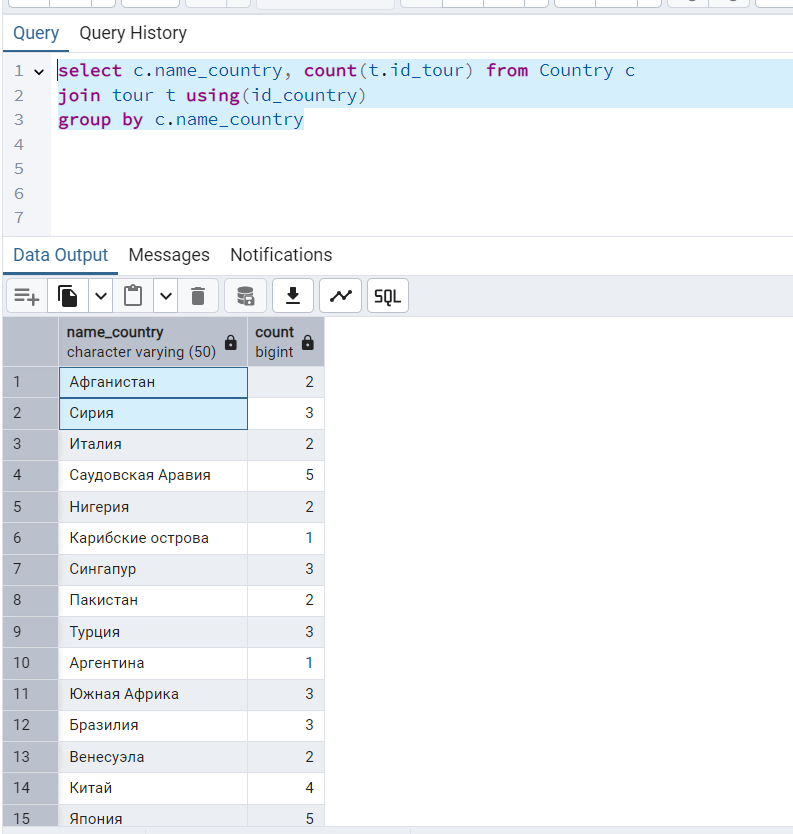 Query Query History
1 select c.name_country, count(t.id_tour) from Country c
2 join tour t using(id_country)
3 group by c.name_country
4
5
6
7
Data Output Messages Notifications
SQL
name_country count
character varying (50) bigint
1 Афганистан 2
2 Сирия 3
3 Италия 2
4 Саудовская Аравия 5
5 Нигерия 2
6 Карибские острова 1
7 Сингапур 3
8 Пакистан 2
9 Турция 3
10 Аргентина 1
11 Южная Африка 3
12 Бразилия 3
13 Венесуэла 2
14 Китай 4
15 Япония 5